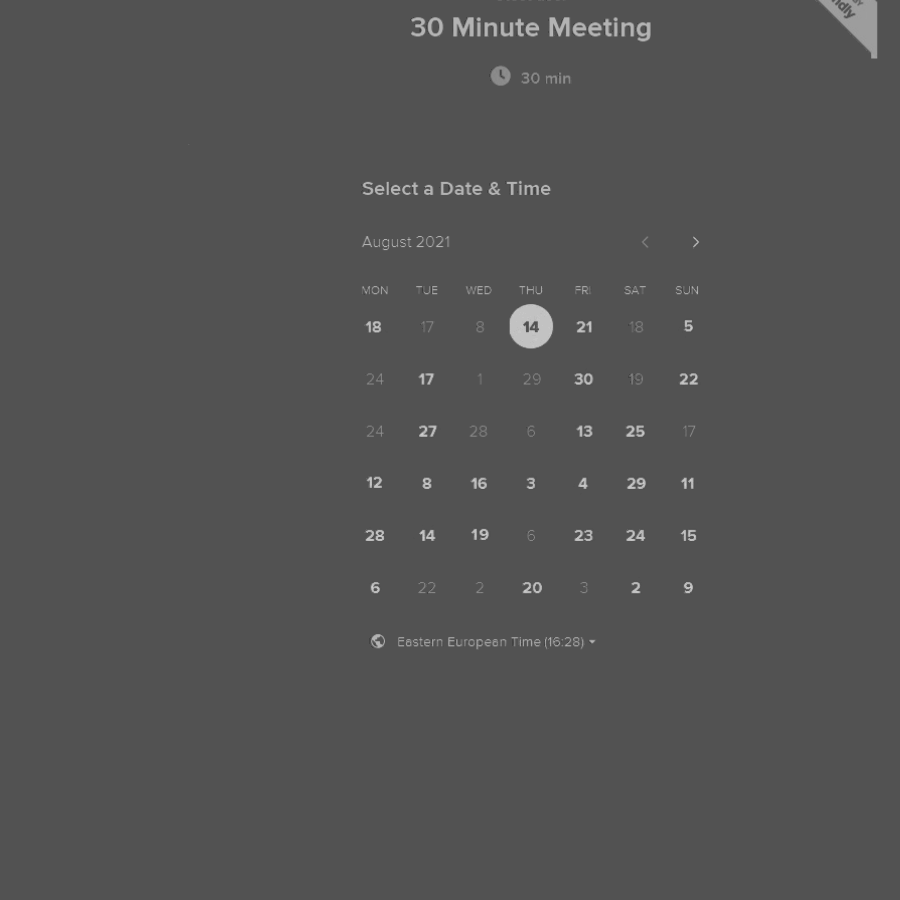 30 Minute Meeting
30 min
Select a Date & Time
August 2021
MON TUE WED THU FRI SAT SUN
18 17 8 14 21 18 5
24 17 1 29 30 19 22
24 27 28 6 13 25 17
12 8 16 3 4 29 11
28 14 19 6 23 24 15
6 22 2 20 3 2 9
Eastern European Time (16:28)